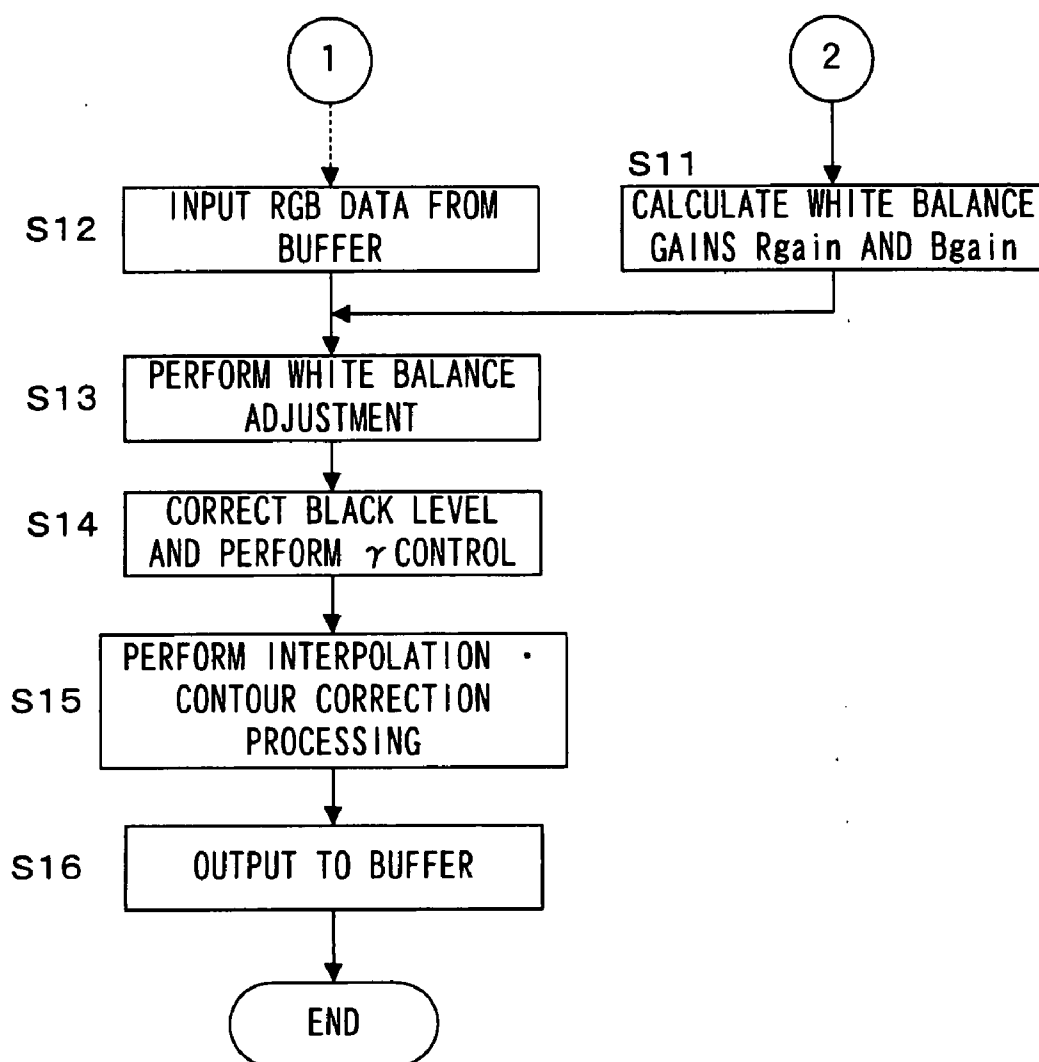 1
2
S11
S12
INPUT RGB DATA FROM
BUFFER
CALCULATE WHITE BALANCE
GAINS Rgain AND Bgain
S13
PERFORM WHITE BALANCE
ADJUSTMENT
S14
CORRECT BLACK LEVEL
AND PERFORM γ CONTROL
S15
PERFORM INTERPOLATION ·
CONTOUR CORRECTION
PROCESSING
S16
OUTPUT TO BUFFER
END